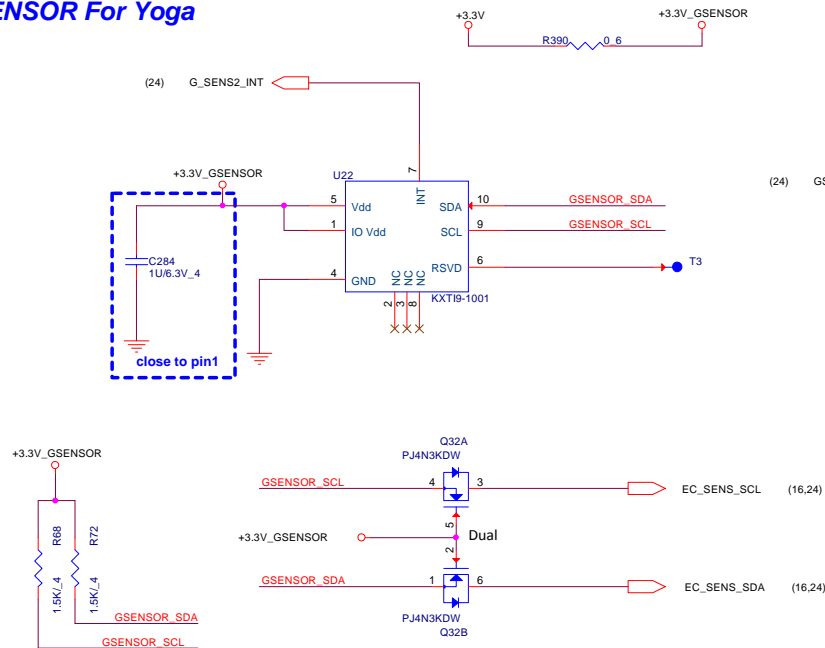 ENSOR For Yoga
+3.3V
+3.3V_GSENSOR
R390
0_6
(24)
G_SENS2_INT
7
+3.3V_GSENSOR
U22
INT
(24)
GS
5
Vdd
SDA
10
GSENSOR_SDA
1
IO Vdd
SCL
9
GSENSOR_SCL
C284
1U/6.3V_4
4
GND
NC
NC
NC
RSVD
6
T3
2
3
8
KXTI9-1001
close to pin1
Q32A
PJ4N3KDW
+3.3V_GSENSOR
GSENSOR_SCL
4
3
EC_SENS_SCL
(16,24)
5
+3.3V_GSENSOR
Dual
2
R68
R72
1.5K/_4
1.5K/_4
GSENSOR_SDA
1
6
EC_SENS_SDA
(16,24)
PJ4N3KDW
Q32B
GSENSOR_SDA
GSENSOR_SCL